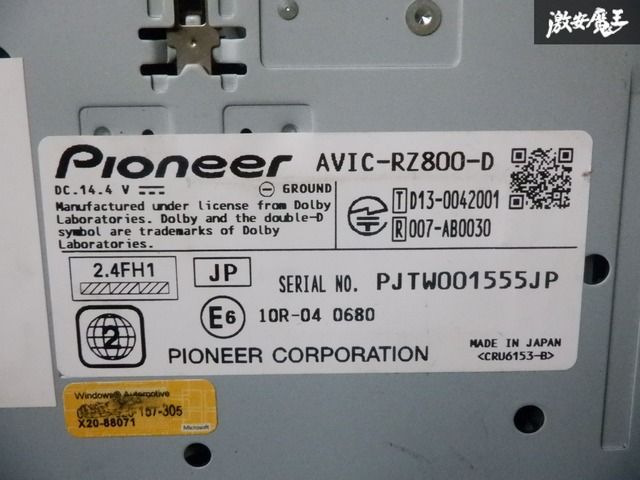 激安魔王
Pioneer AVIC-RZ800-D
DC.14.4 V
GROUND
Manufactured under license from Dolby
Laboratories. Dolby and the double-D
symbol are trademarks of Dolby
Laboratories.
T D13-0042001
R 007-AB0030
2.4FH1
JP
SERIAL NO. PJTW001555JP
2
E6 10R-04 0680
PIONEER CORPORATION
MADE IN JAPAN
<CRU6153-B>
Windows Automotive
167-305
X20-88071
Microsoft